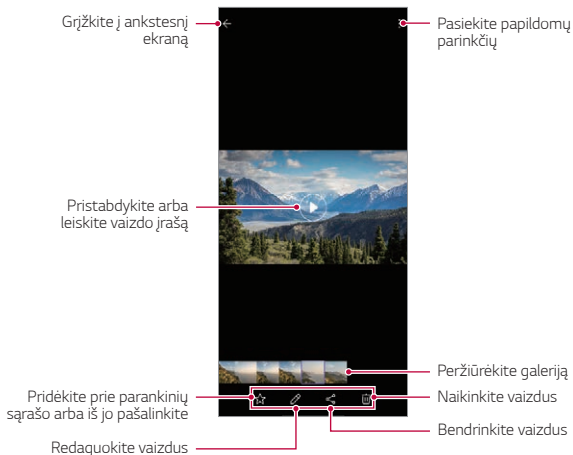 Grįžkite į ankstesnį
ekraną
Pasiekite papildomų
parinkčių
Pristabdykite arba
leiskite vaizdo įrašą
Peržiūrėkite galeriją
Pridėkite prie parankinių
sąrašo arba iš jo pašalinkite
Naikinkite vaizdus
Bendrinkite vaizdus
Redaguokite vaizdus